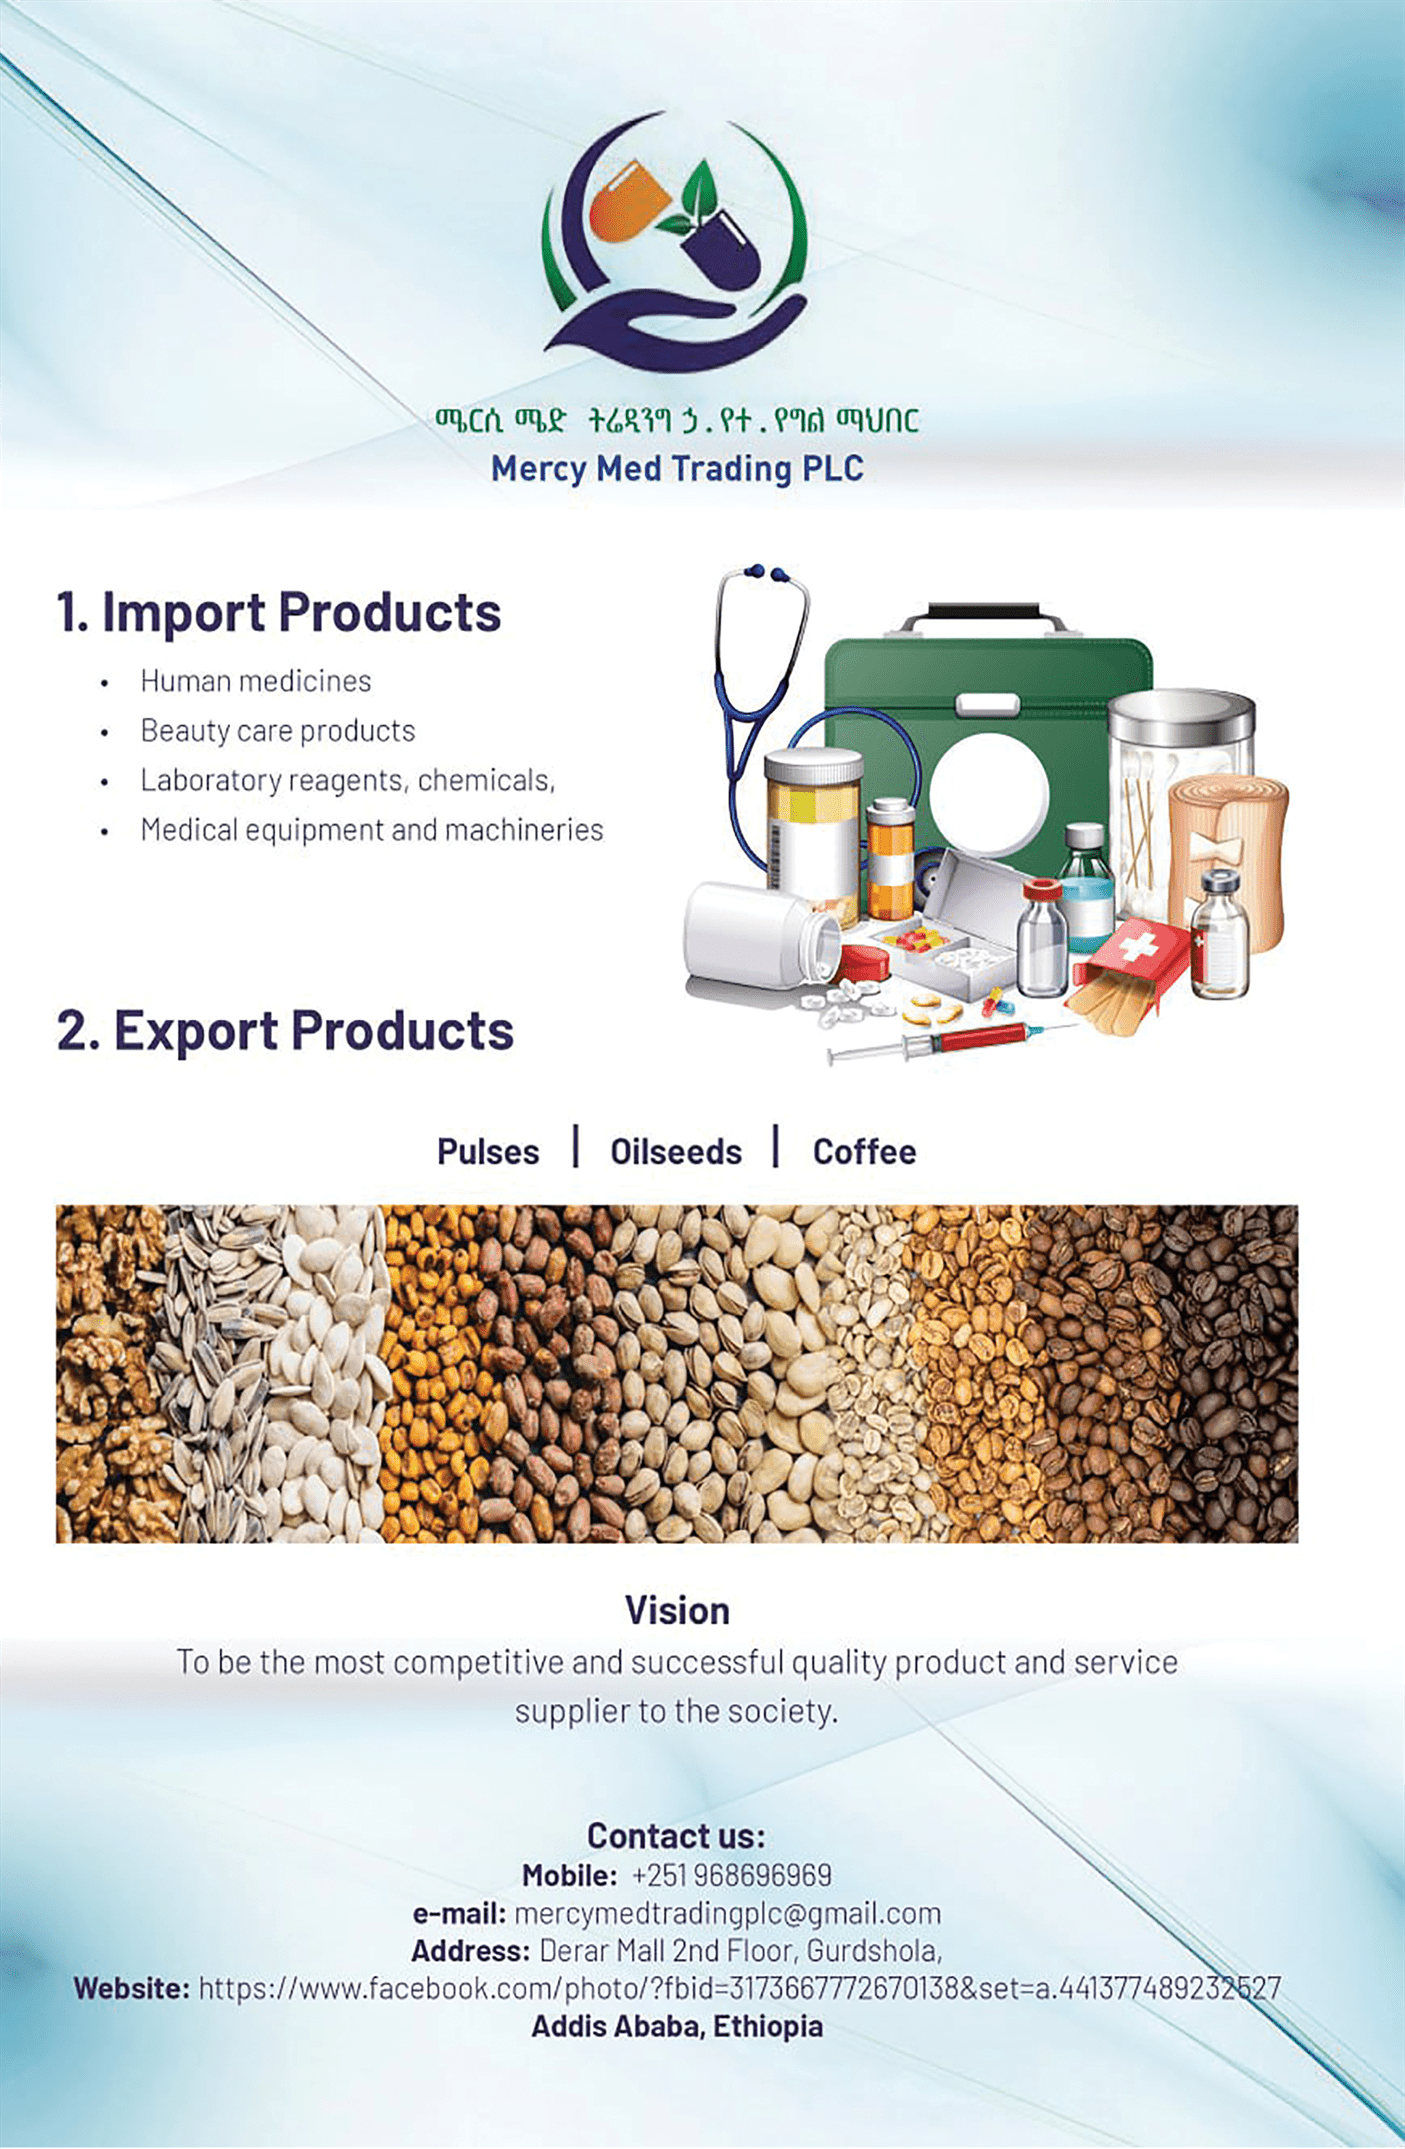 ሜርሲ ሜድ ትሬዲንግ ኃ.የተ.የግል ማህበር
Mercy Med Trading PLC
1. Import Products
• Human medicines
• Beauty care products
• Laboratory reagents, chemicals,
• Medical equipment and machineries
2. Export Products
Pulses | Oilseeds | Coffee
Vision
To be the most competitive and successful quality product and service
supplier to the society.
Contact us:
Mobile: +251 968696969
e-mail: mercymedtradingplc@gmail.com
Address: Derar Mall 2nd Floor, Gurdshola,
Website: https://www.facebook.com/photo/?fbid=3173667772670138&set=a.441377489232527
Addis Ababa, Ethiopia